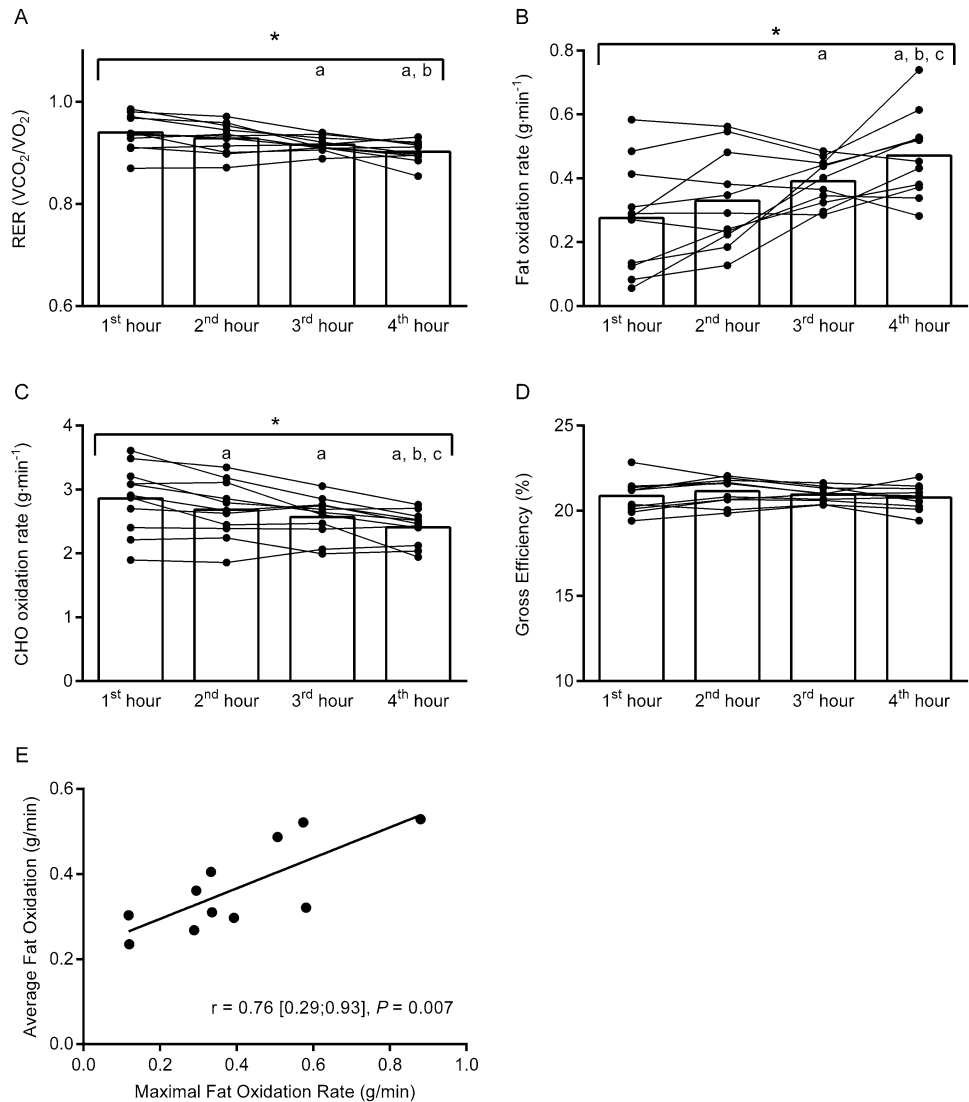 A
*
a
a, b
RER (VCO₂/VO₂)
1.0
0.8
0.6
1st hour
2nd hour
3rd hour
4th hour
B
*
a
a, b, c
Fat oxidation rate (g·min-1)
0.8
0.6
0.4
0.2
0.0
1st hour
2nd hour
3rd hour
4th hour
C
*
a
a
a, b, c
CHO oxidation rate (g·min-1)
4
3
2
1
0
1st hour
2nd hour
3rd hour
4th hour
D
Gross Efficiency (%)
25
20
15
10
1st hour
2nd hour
3rd hour
4th hour
E
Average Fat Oxidation (g/min)
0.6
0.4
0.2
0.0
r = 0.76 [0.29;0.93], P = 0.007
0.0 0.2 0.4 0.6 0.8 1.0
Maximal Fat Oxidation Rate (g/min)